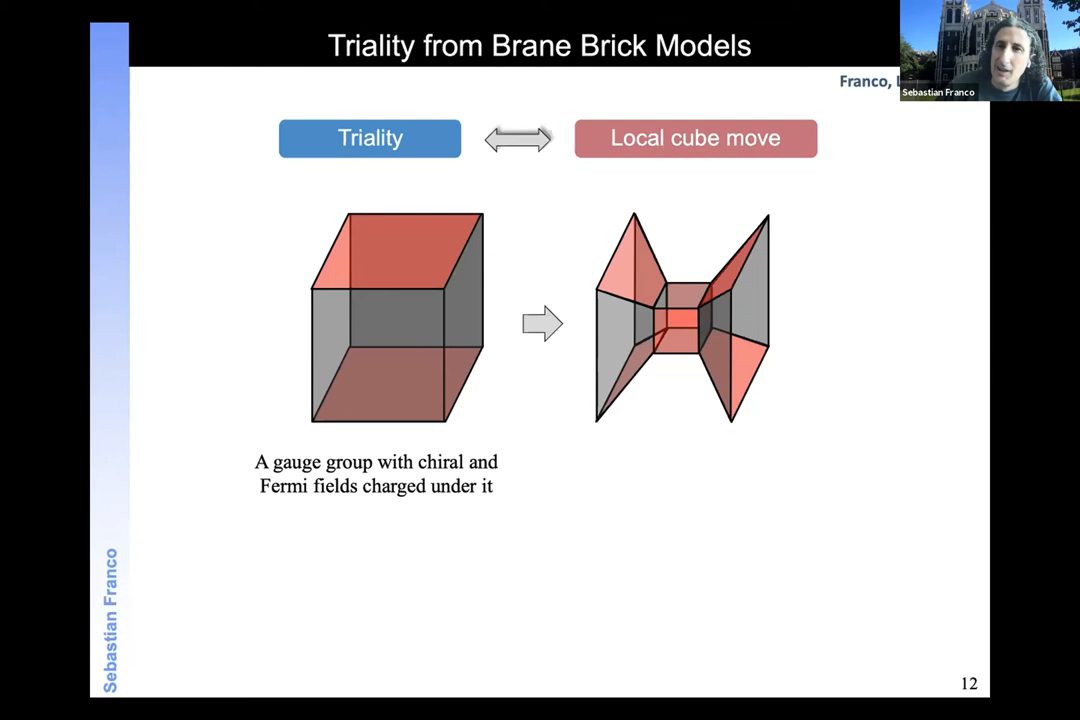 Triality from Brane Brick Models
Franco,
Sebastian Franco
Triality
Local cube move
A gauge group with chiral and
Fermi fields charged under it
Sebastian Franco
12